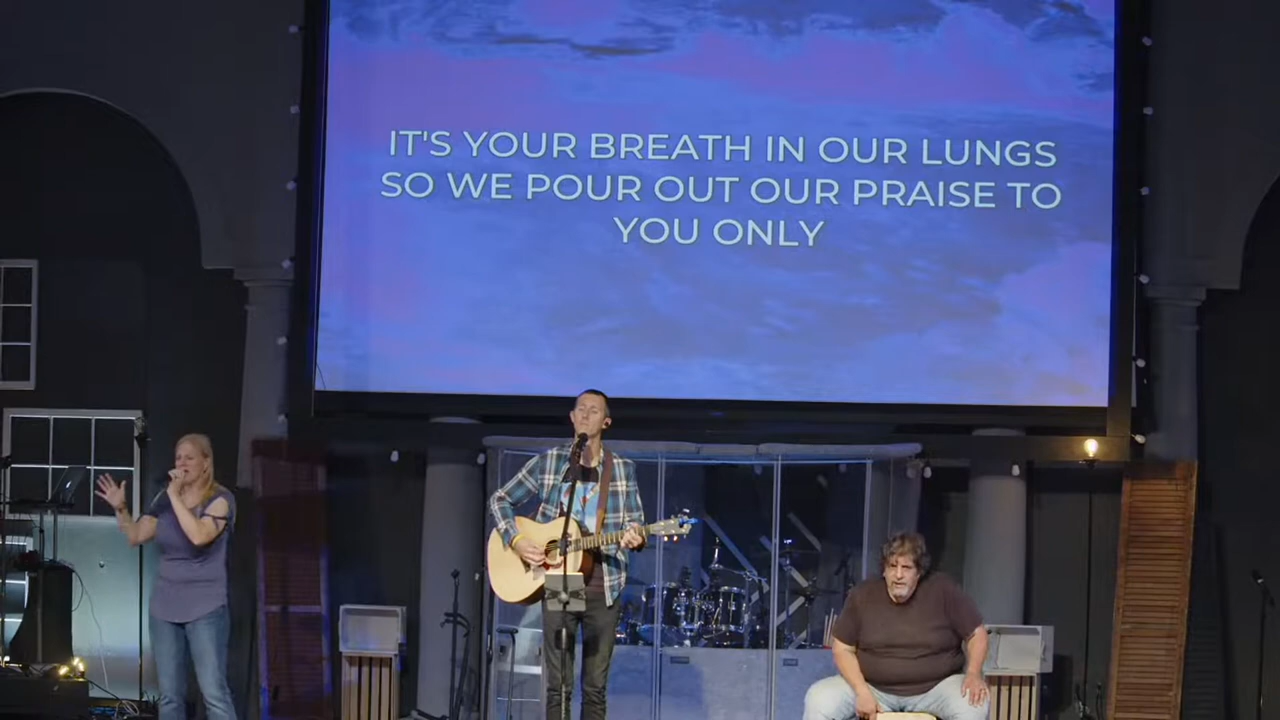 IT'S YOUR BREATH IN OUR LUNGS
SO WE POUR OUT OUR PRAISE TO
YOU ONLY